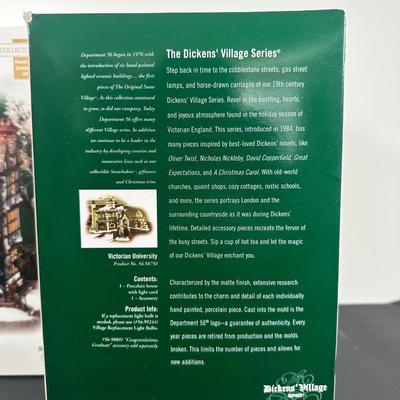 COLLECT
Department 56 began in 1976 with
the introduction of six hand-painted
lighted ceramic buildings... the first
pieces of The Original Snow
Village®. As this collection continued
to grow, so did our company. Today
Department 56 offers many
different Village series. In addition
we continue to be a leader in the
industry by developing creative and
innovative lines such as our
collectible Snowbabies™, giftware,
and Christmas trim.
Victorian University
Product No. 56.58750
Contents:
1 – Porcelain house
with light cord
1 – Accessory
Product Info:
If a replacement light bulb is
needed, please use (#56.99244)
Village Replacement Light Bulbs
#56.98801 "Congratulations,
Graduate" accessory sold separately.
The Dickens' Village Series®
Step back in time to the cobblestone streets, gas street
lamps, and horse-drawn carriages of our 19th century
Dickens' Village Series. Revel in the bustling, hearty,
and joyous atmosphere found in the holiday season of
Victorian England. This series, introduced in 1984, has
many pieces inspired by best-loved Dickens' novels, like
Oliver Twist, Nicholas Nickleby, David Copperfield, Great
Expectations, and A Christmas Carol. With old-world
churches, quaint shops, cozy cottages, rustic schools,
and more, the series portrays London and the
surrounding countryside as it was during Dickens'
lifetime. Detailed accessory pieces recreate the fervor of
the busy streets. Sip a cup of hot tea and let the magic
of our Dickens' Village enchant you.
Characterized by the matte finish, extensive research
contributes to the charm and detail of each individually
hand painted, porcelain piece. Cast into the mold is the
Department 56® logo–a guarantee of authenticity. Every
year pieces are retired from production and the molds
broken. This limits the number of pieces and allows for
new additions.
Dickens' Village
SERIES